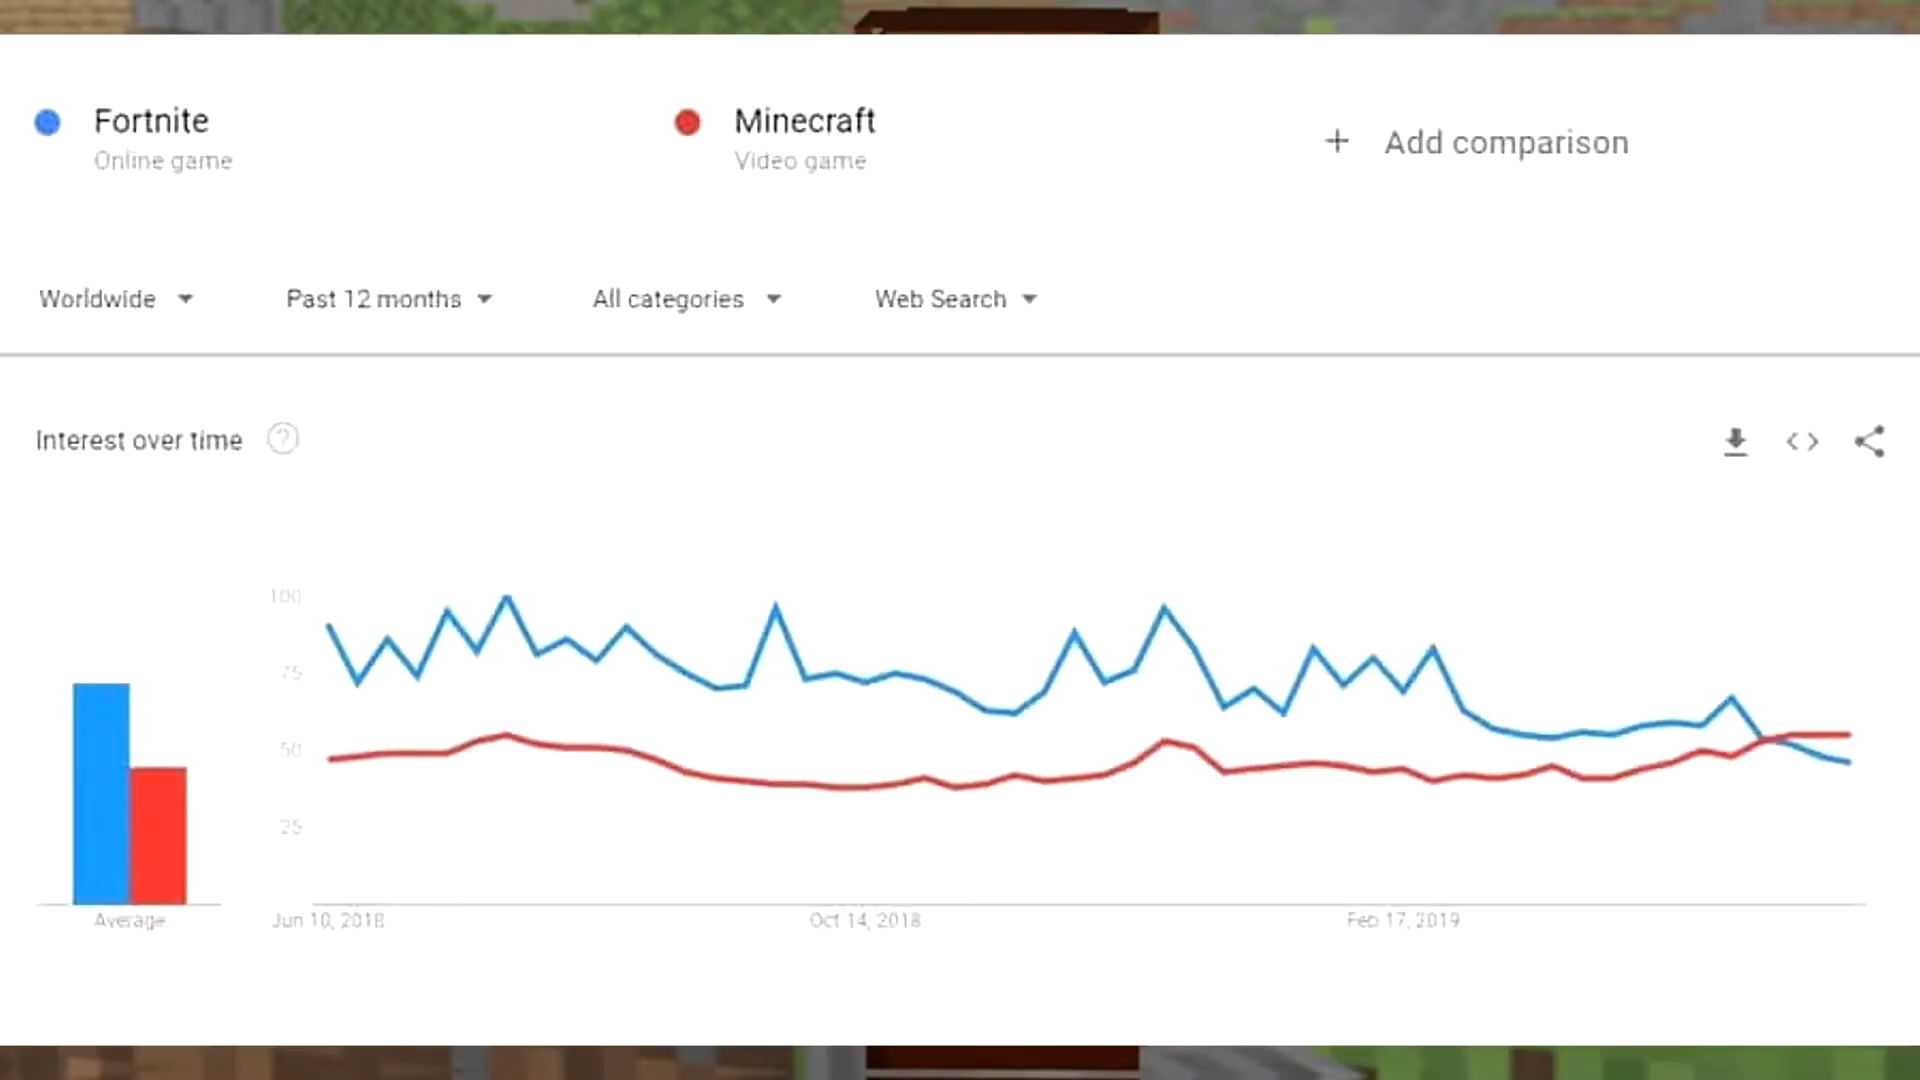 Fortnite
Online game
Minecraft
Video game
+ Add comparison
Worldwide
Past 12 months
All categories
Web Search
Interest over time ?
100
75
50
25
Average
Jun 10, 2018
Oct 14, 2018
Feb 17, 2019